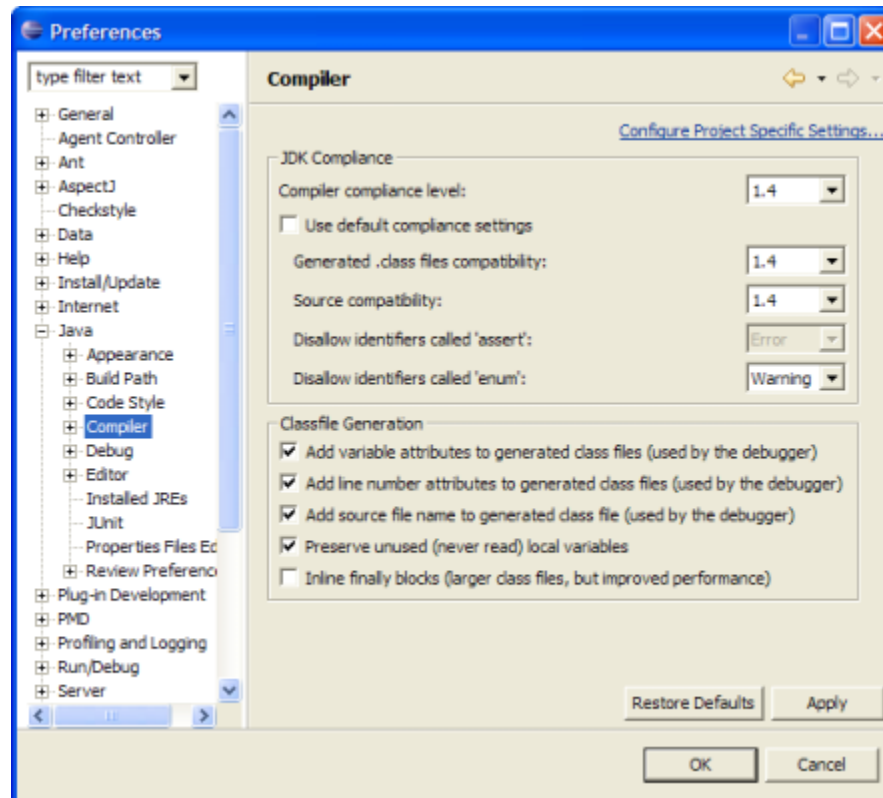 Preferences
type filter text
General
Agent Controller
Ant
AspectJ
Checkstyle
Data
Help
Install/Update
Internet
Java
Appearance
Build Path
Code Style
Compiler
Debug
Editor
Installed JREs
JUnit
Properties Files Ed
Review Preferenc
Plug-in Development
PMD
Profiling and Logging
Run/Debug
Server
Compiler
Configure Project Specific Settings...
JDK Compliance
Compiler compliance level: 1.4
Use default compliance settings
Generated .class files compatibility: 1.4
Source compatibility: 1.4
Disallow identifiers called 'assert': Error
Disallow identifiers called 'enum': Warning
Classfile Generation
Add variable attributes to generated class files (used by the debugger)
Add line number attributes to generated class files (used by the debugger)
Add source file name to generated class file (used by the debugger)
Preserve unused (never read) local variables
Inline finally blocks (larger class files, but improved performance)
Restore Defaults Apply
OK Cancel